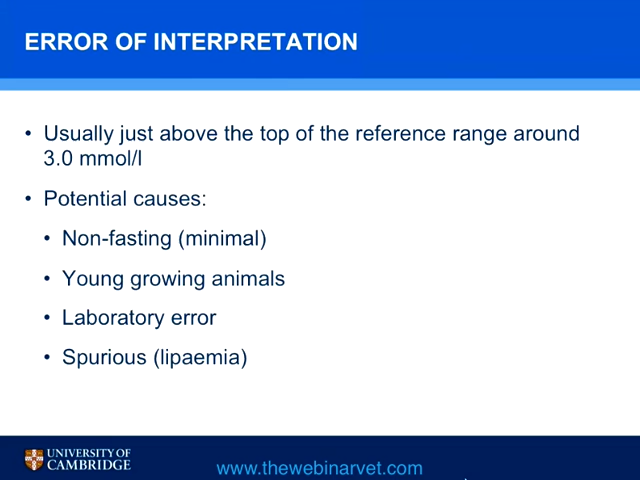 ERROR OF INTERPRETATION
• Usually just above the top of the reference range around
3.0 mmol/l
• Potential causes:
• Non-fasting (minimal)
• Young growing animals
• Laboratory error
• Spurious (lipaemia)
UNIVERSITY OF
CAMBRIDGE
www.thewebinarvet.com